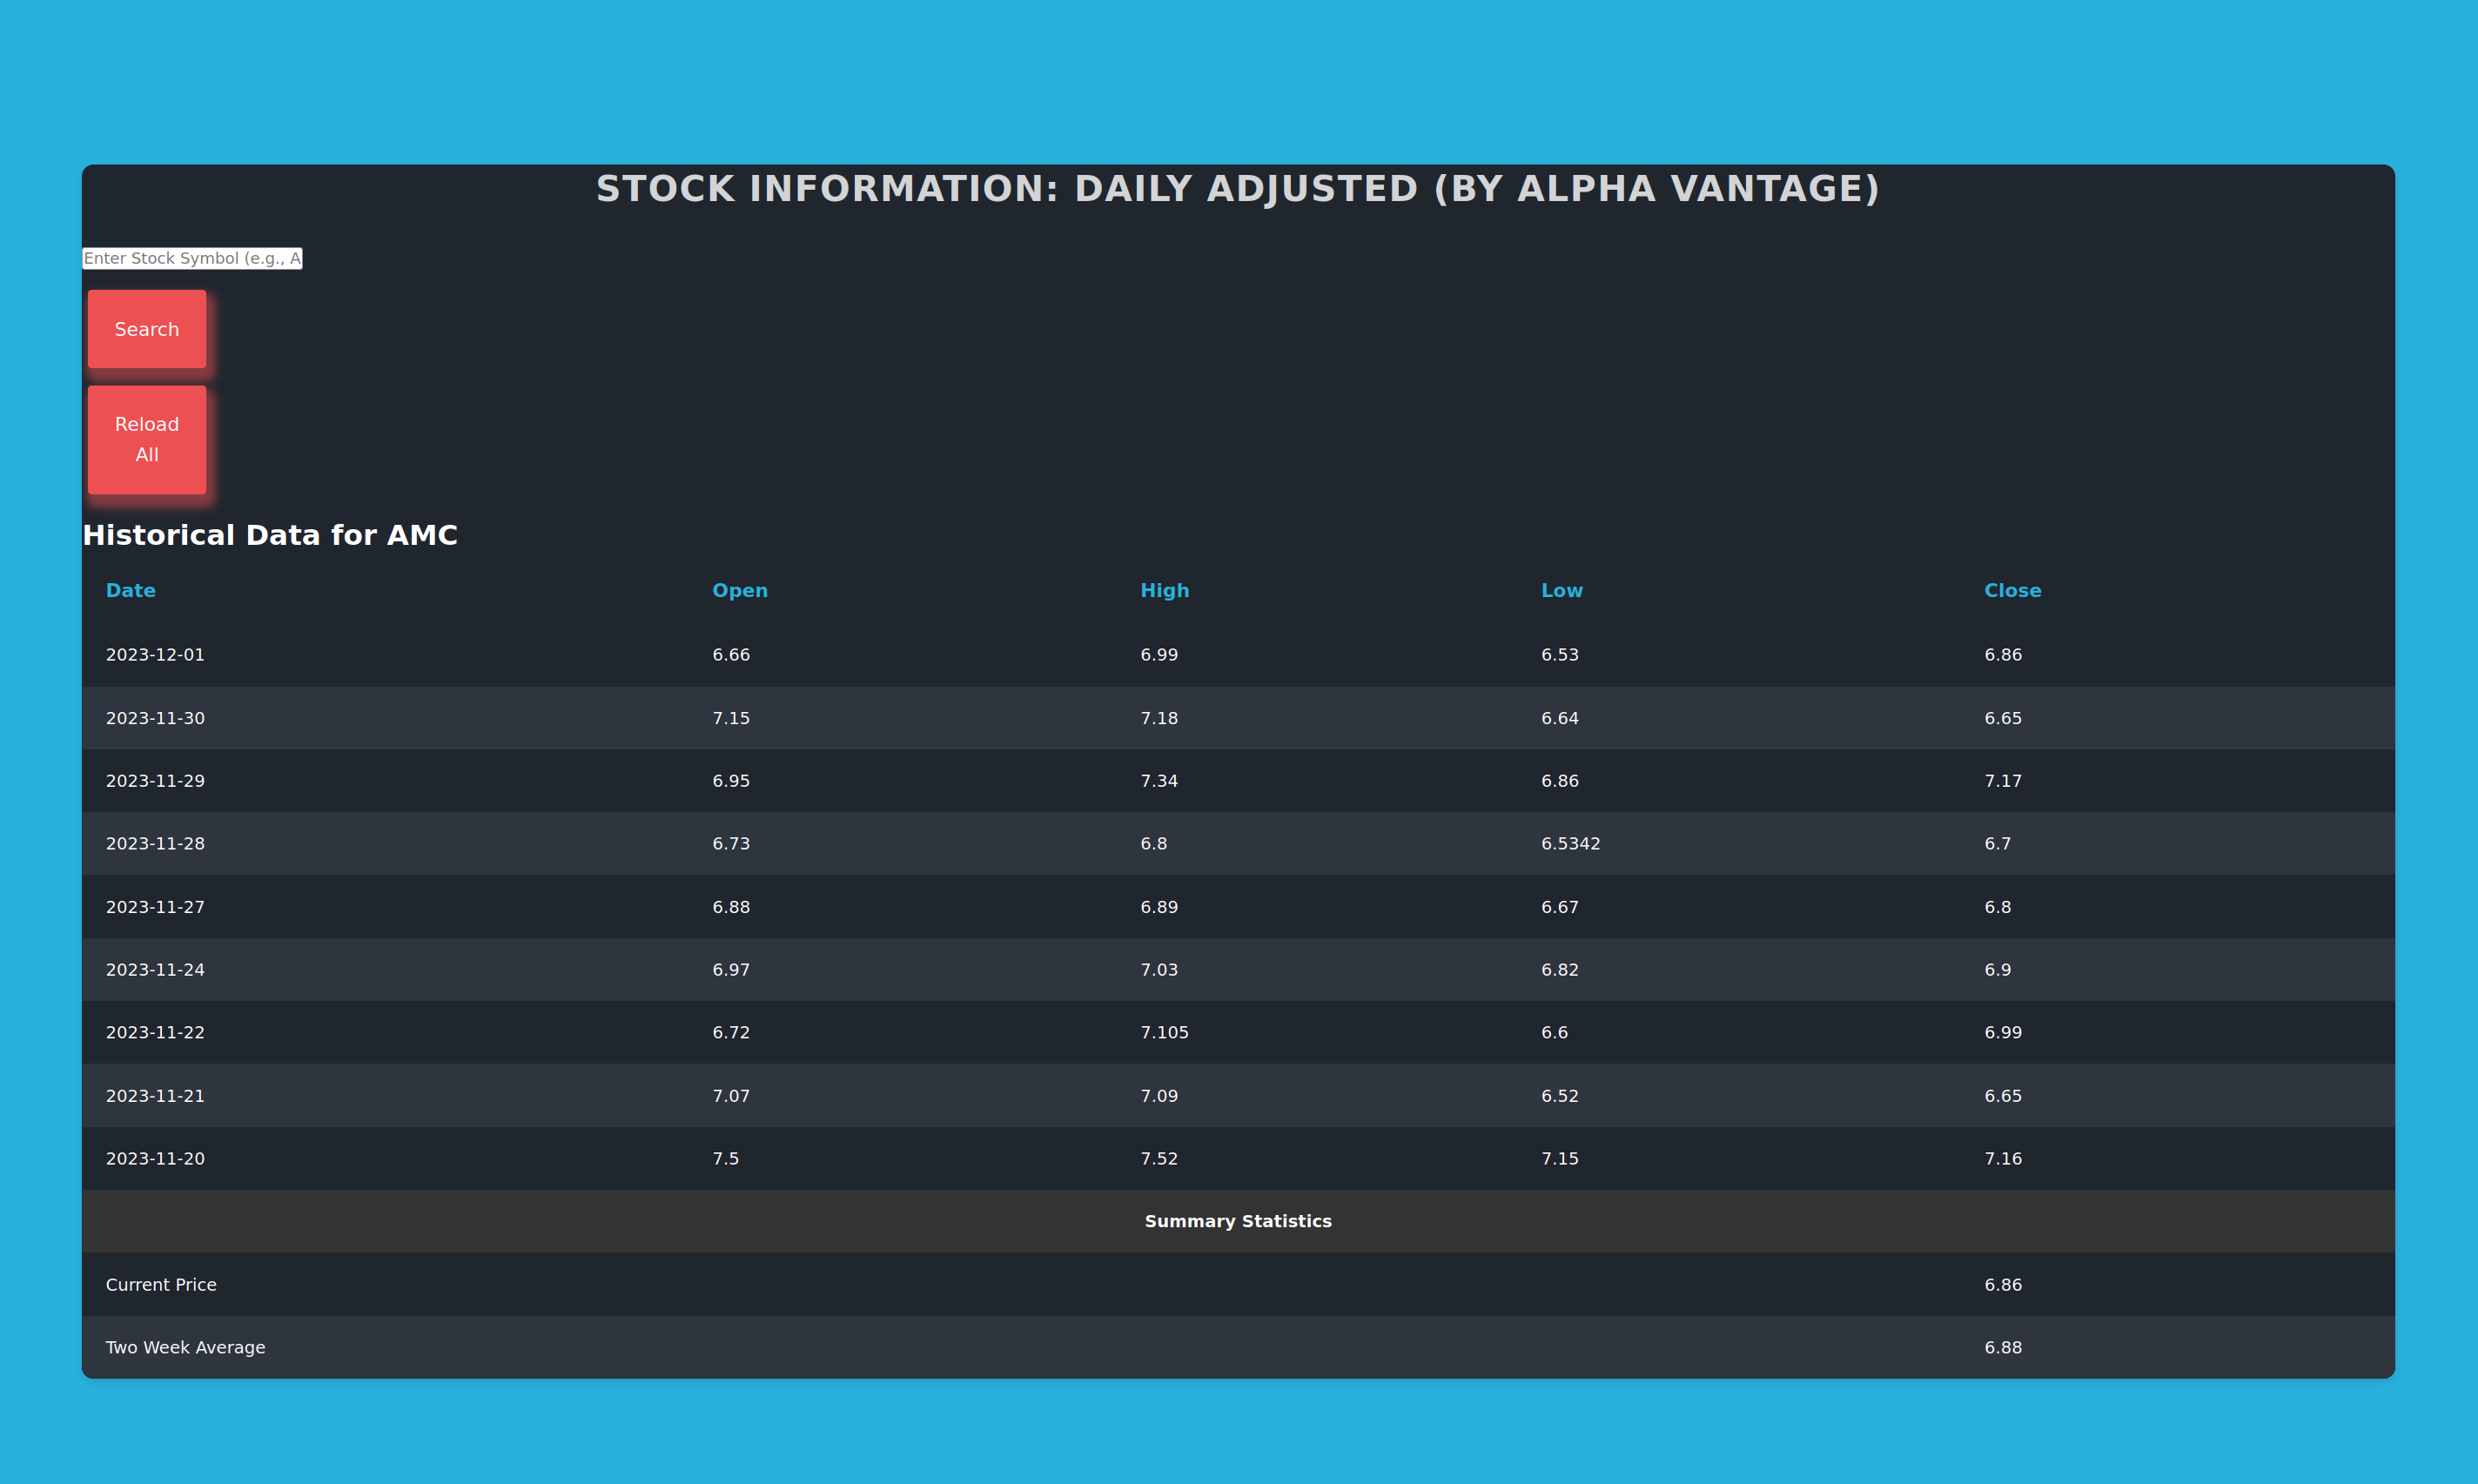 STOCK INFORMATION: DAILY ADJUSTED (BY ALPHA VANTAGE)
Enter Stock Symbol (e.g., A
Search
Reload
All
Historical Data for AMC
Date Open High Low Close
2023-12-01 6.66 6.99 6.53 6.86
2023-11-30 7.15 7.18 6.64 6.65
2023-11-29 6.95 7.34 6.86 7.17
2023-11-28 6.73 6.8 6.5342 6.7
2023-11-27 6.88 6.89 6.67 6.8
2023-11-24 6.97 7.03 6.82 6.9
2023-11-22 6.72 7.105 6.6 6.99
2023-11-21 7.07 7.09 6.52 6.65
2023-11-20 7.5 7.52 7.15 7.16
Summary Statistics
Current Price 6.86
Two Week Average 6.88